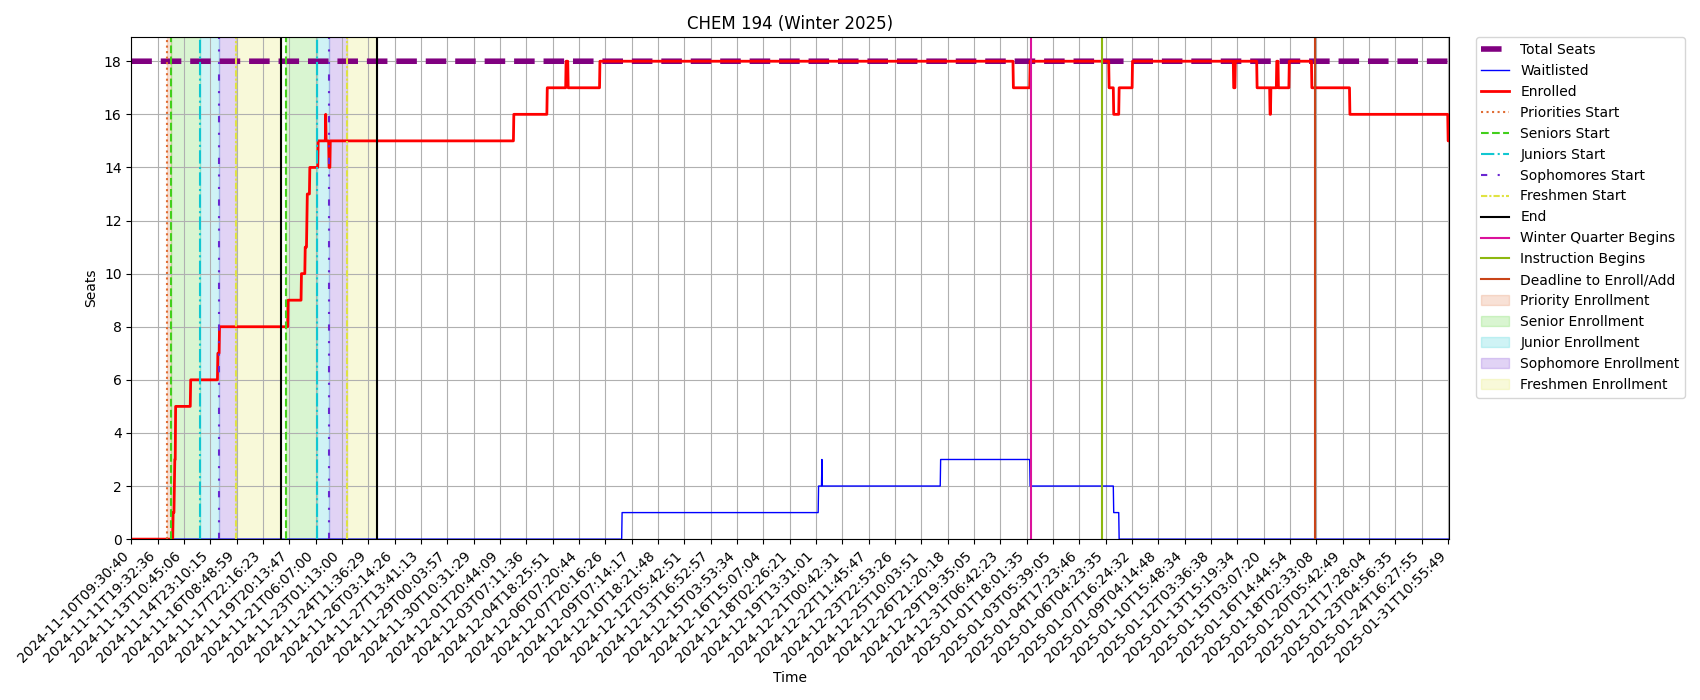 CHEM 194 (Winter 2025)
Seats
18
16
14
12
10
8
6
4
2
0
2024-11-10T09:30:40
2024-11-11T19:32:36
2024-11-13T10:45:06
2024-11-14T23:10:15
2024-11-16T08:48:59
2024-11-17T22:16:23
2024-11-19T20:13:47
2024-11-21T06:07:00
2024-11-23T01:13:00
2024-11-24T11:36:29
2024-11-26T03:14:26
2024-11-27T13:41:13
2024-11-29T00:03:57
2024-11-30T10:31:29
2024-12-01T20:44:09
2024-12-03T07:11:36
2024-12-04T18:25:51
2024-12-06T07:20:44
2024-12-07T20:16:26
2024-12-09T07:14:17
2024-12-10T18:21:48
2024-12-12T05:42:51
2024-12-13T16:52:57
2024-12-15T03:53:34
2024-12-16T15:07:04
2024-12-18T02:26:21
2024-12-19T13:31:01
2024-12-21T00:42:31
2024-12-22T11:45:47
2024-12-23T22:53:26
2024-12-25T10:03:51
2024-12-26T21:20:18
2024-12-29T19:35:05
2024-12-31T06:42:23
2025-01-01T18:01:35
2025-01-03T05:39:05
2025-01-04T17:23:46
2025-01-06T04:23:35
2025-01-07T16:24:32
2025-01-09T04:14:48
2025-01-10T15:48:34
2025-01-12T03:36:38
2025-01-13T15:19:34
2025-01-15T03:07:20
2025-01-16T14:44:54
2025-01-18T02:33:08
2025-01-20T05:42:49
2025-01-21T17:28:04
2025-01-23T04:56:35
2025-01-24T16:27:55
2025-01-31T10:55:49
Time
Total Seats
Waitlisted
Enrolled
Priorities Start
Seniors Start
Juniors Start
Sophomores Start
Freshmen Start
End
Winter Quarter Begins
Instruction Begins
Deadline to Enroll/Add
Priority Enrollment
Senior Enrollment
Junior Enrollment
Sophomore Enrollment
Freshmen Enrollment